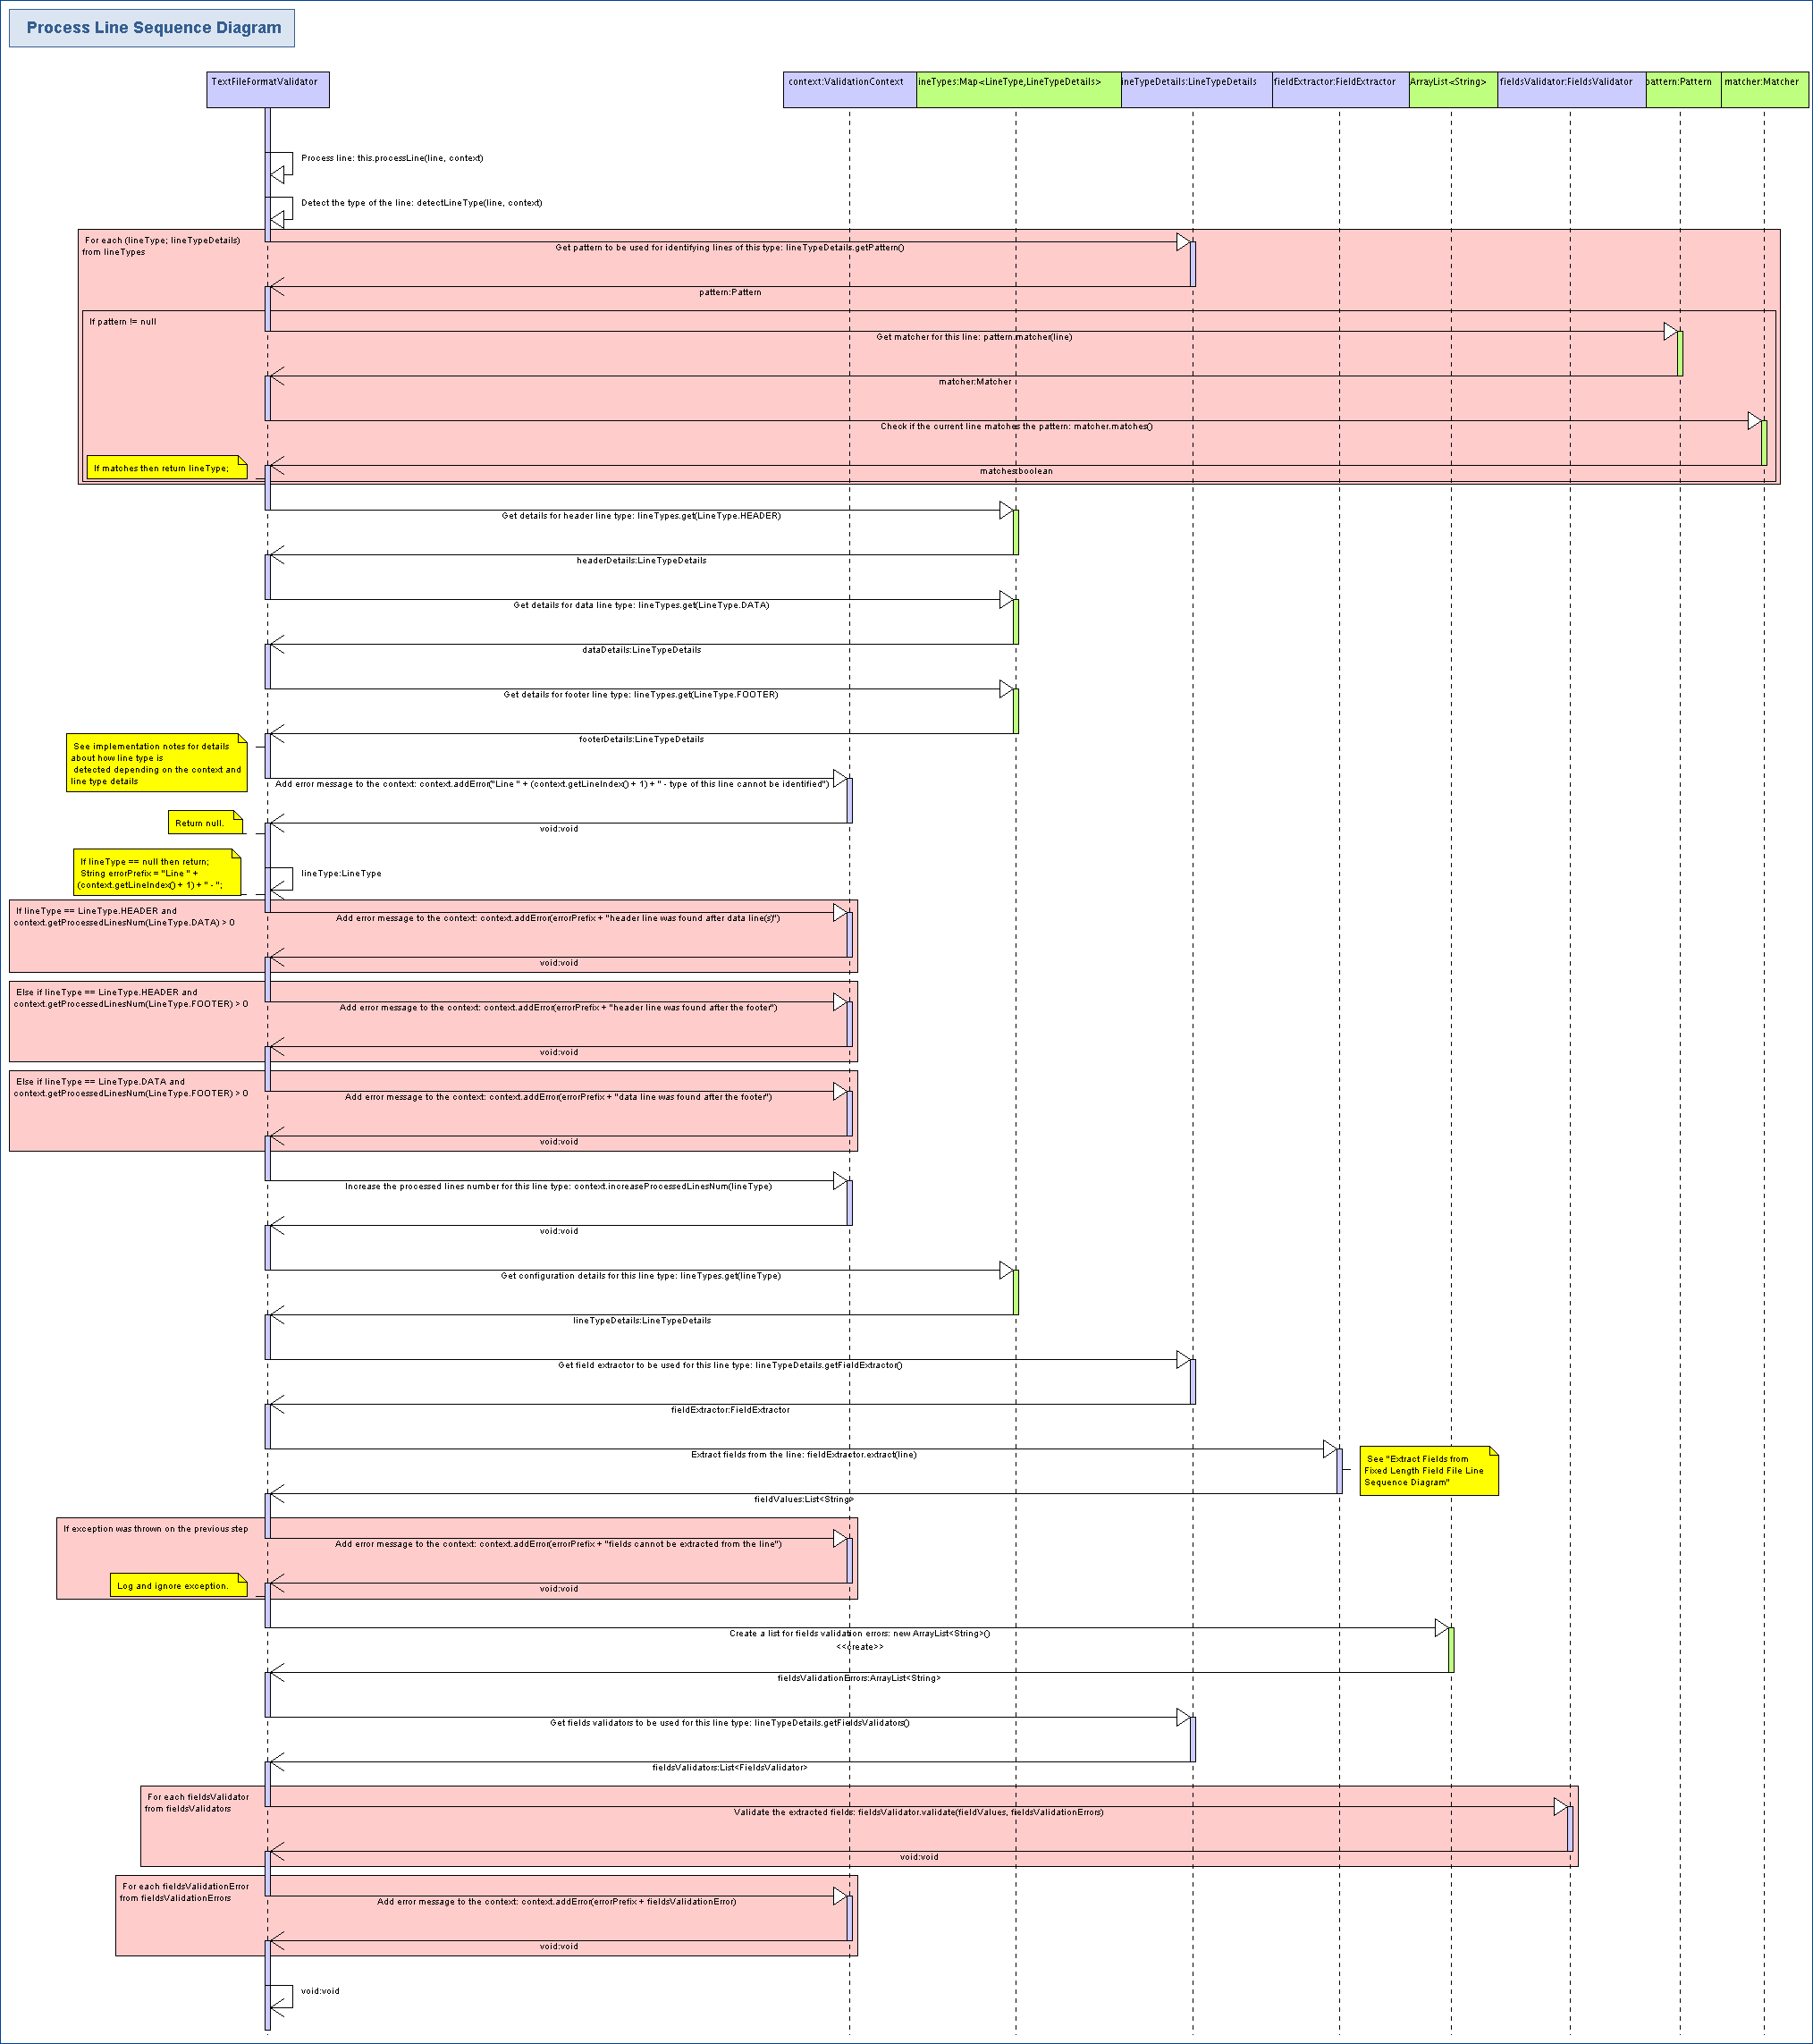 Process Line Sequence Diagram
TextFileFormatValidator
context:ValidationContext
ineTypes:Map<LineType,LineTypeDetails>
ineTypeDetails:LineTypeDetails
fieldExtractor:FieldExtractor
ArrayList<String>
fieldsValidator:FieldsValidator
pattern:Pattern
matcher:Matcher
Process line: this.processLine(line, context)
Detect the type of the line: detectLineType(line, context)
For each (lineType; lineTypeDetails)
from lineTypes
Get pattern to be used for identifying lines of this type: lineTypeDetails.getPattern()
pattern:Pattern
If pattern != null
Get matcher for this line: pattern.matcher(line)
matcher:Matcher
Check if the current line matches the pattern: matcher.matches()
If matches then return lineType;
matches:boolean
Get details for header line type: lineTypes.get(LineType.HEADER)
headerDetails:LineTypeDetails
Get details for data line type: lineTypes.get(LineType.DATA)
dataDetails:LineTypeDetails
Get details for footer line type: lineTypes.get(LineType.FOOTER)
footerDetails:LineTypeDetails
See implementation notes for details
about how line type is
detected depending on the context and
line type details
Add error message to the context: context.addError("Line " + (context.getLineIndex() + 1) + " - type of this line cannot be identified")
Return null.
void:void
If lineType == null then return;
String errorPrefix = "Line " +
(context.getLineIndex() + 1) + " - ";
lineType:LineType
If lineType == LineType.HEADER and
context.getProcessedLinesNum(LineType.DATA) > 0
Add error message to the context: context.addError(errorPrefix + "header line was found after data line(s)")
void:void
Else if lineType == LineType.HEADER and
context.getProcessedLinesNum(LineType.FOOTER) > 0
Add error message to the context: context.addError(errorPrefix + "header line was found after the footer")
void:void
Else if lineType == LineType.DATA and
context.getProcessedLinesNum(LineType.FOOTER) > 0
Add error message to the context: context.addError(errorPrefix + "data line was found after the footer")
void:void
Increase the processed lines number for this line type: context.increaseProcessedLinesNum(lineType)
void:void
Get configuration details for this line type: lineTypes.get(lineType)
lineTypeDetails:LineTypeDetails
Get field extractor to be used for this line type: lineTypeDetails.getFieldExtractor()
fieldExtractor:FieldExtractor
Extract fields from the line: fieldExtractor.extract(line)
See "Extract Fields from
Fixed Length Field File Line
Sequence Diagram"
fieldValues:List<String>
If exception was thrown on the previous step
Add error message to the context: context.addError(errorPrefix + "fields cannot be extracted from the line")
Log and ignore exception.
void:void
Create a list for fields validation errors: new ArrayList<String>()
<<create>>
fieldsValidationErrors:ArrayList<String>
Get fields validators to be used for this line type: lineTypeDetails.getFieldsValidators()
fieldsValidators:List<FieldsValidator>
For each fieldsValidator
from fieldsValidators
Validate the extracted fields: fieldsValidator.validate(fieldValues, fieldsValidationErrors)
void:void
For each fieldsValidationError
from fieldsValidationErrors
Add error message to the context: context.addError(errorPrefix + fieldsValidationError)
void:void
void:void